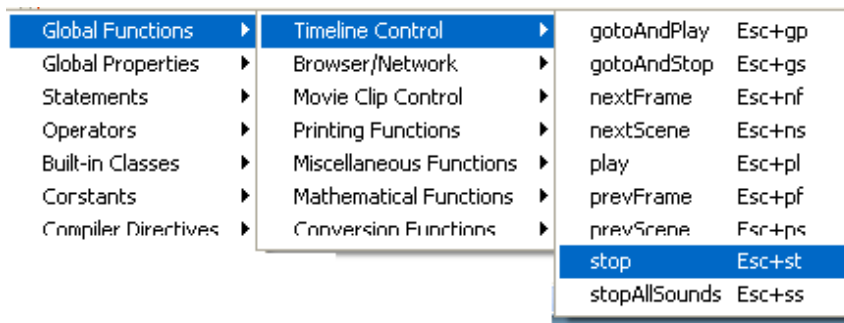 Global Functions
Global Properties
Statements
Operators
Built-in Classes
Constants
Compiler Directives
Timeline Control
Browser/Network
Movie Clip Control
Printing Functions
Miscellaneous Functions
Mathematical Functions
Conversion Functions
gotoAndPlay Esc+gp
gotoAndStop Esc+gs
nextFrame Esc+nf
nextScene Esc+ns
play Esc+pl
prevFrame Esc+pf
prevScene Esc+ps
stop Esc+st
stopAllSounds Esc+ss